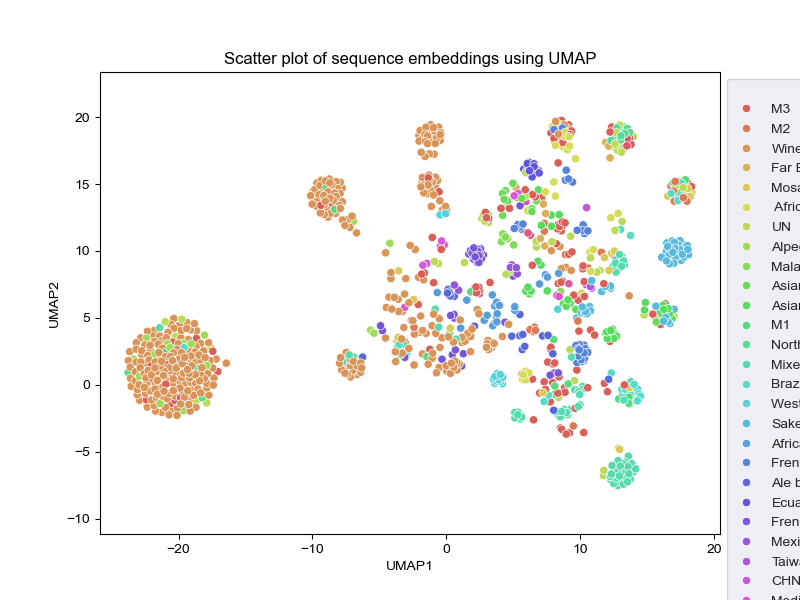 Scatter plot of sequence embeddings using UMAP
20
15
10
5
0
−5
−10
UMAP2
−20
−10
0
10
20
UMAP1
M3
M2
Wine
Far E
Mosa
Afric
UN
Alpe
Mala
Asian
Asian
M1
North
Mixe
Braz
West
Sake
Africa
Fren
Ale b
Ecua
Fren
Mexi
Taiw
CHN